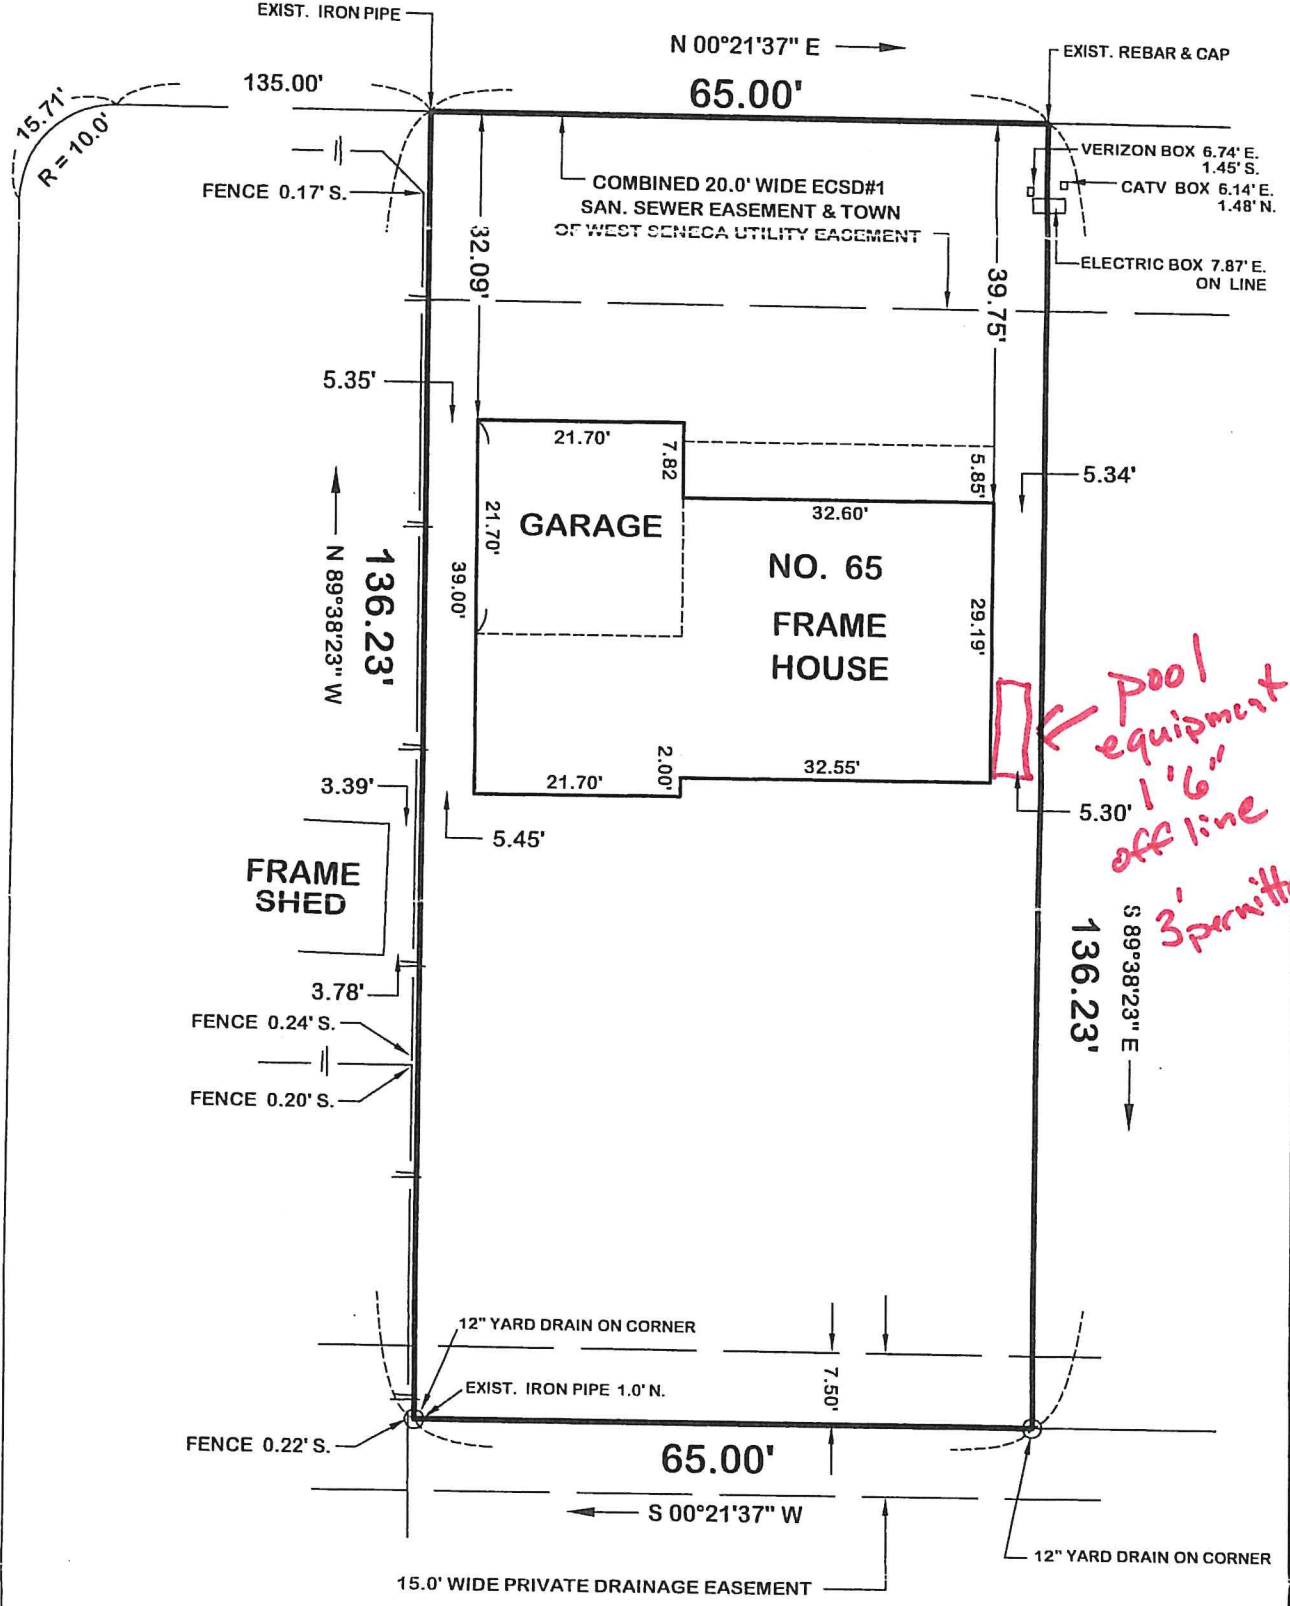 EXIST. IRON PIPE
N 00°21'37" E
EXIST. REBAR & CAP
135.00'
65.00'
15.71'
R = 10.0'
VERIZON BOX 6.74' E.
1.45' S.
FENCE 0.17' S.
COMBINED 20.0' WIDE ECSD#1
SAN. SEWER EASEMENT & TOWN
OF WEST SENECA UTILITY EASEMENT
CATV BOX 6.14' E.
1.48' N.
32.09'
39.75'
ELECTRIC BOX 7.87' E.
ON LINE
5.35'
21.70'
7.82
5.85'
5.34'
21.70'
GARAGE
32.60'
N 89°38'23" W
136.23'
39.00'
NO. 65
FRAME
HOUSE
29.19'
pool
equipment
1'6"
off line
3'
2.00'
32.55'
21.70'
3.39'
5.30'
5.45'
FRAME
SHED
S 89°38'23" E
136.23'
3.78'
FENCE 0.24' S.
FENCE 0.20' S.
12" YARD DRAIN ON CORNER
7.50'
EXIST. IRON PIPE 1.0' N.
FENCE 0.22' S.
65.00'
S 00°21'37" W
12" YARD DRAIN ON CORNER
15.0' WIDE PRIVATE DRAINAGE EASEMENT